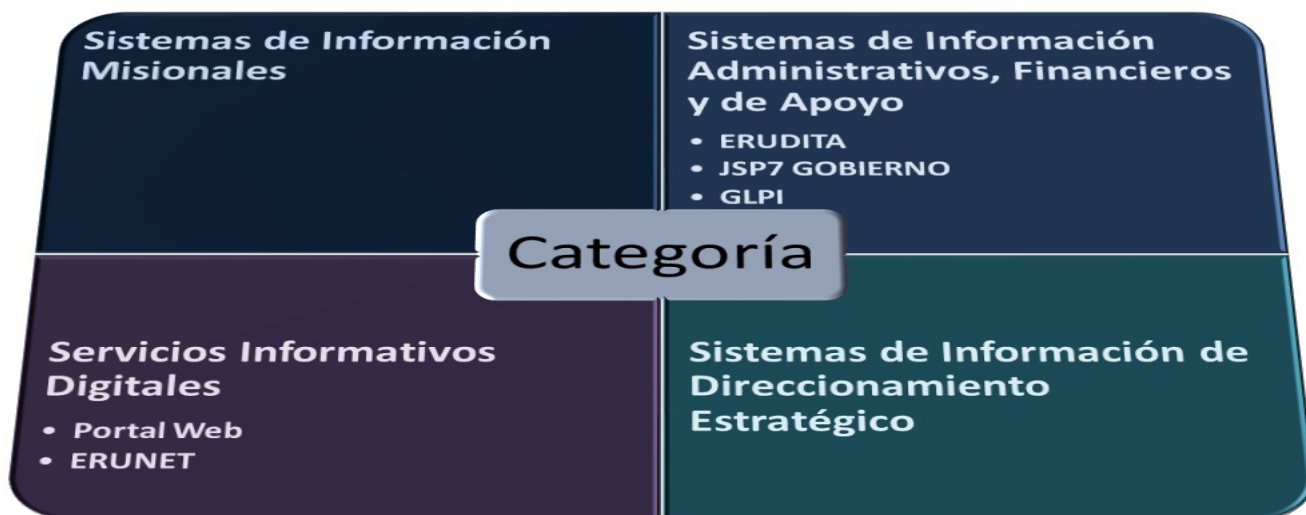 Sistemas de Información
Misionales
Sistemas de Información
Administrativos, Financieros
y de Apoyo
• ERUDITA
• JSP7 GOBIERNO
• GLPI
Categoría
Servicios Informativos
Digitales
• Portal Web
• ERUNET
Sistemas de Información de
Direccionamiento
Estratégico